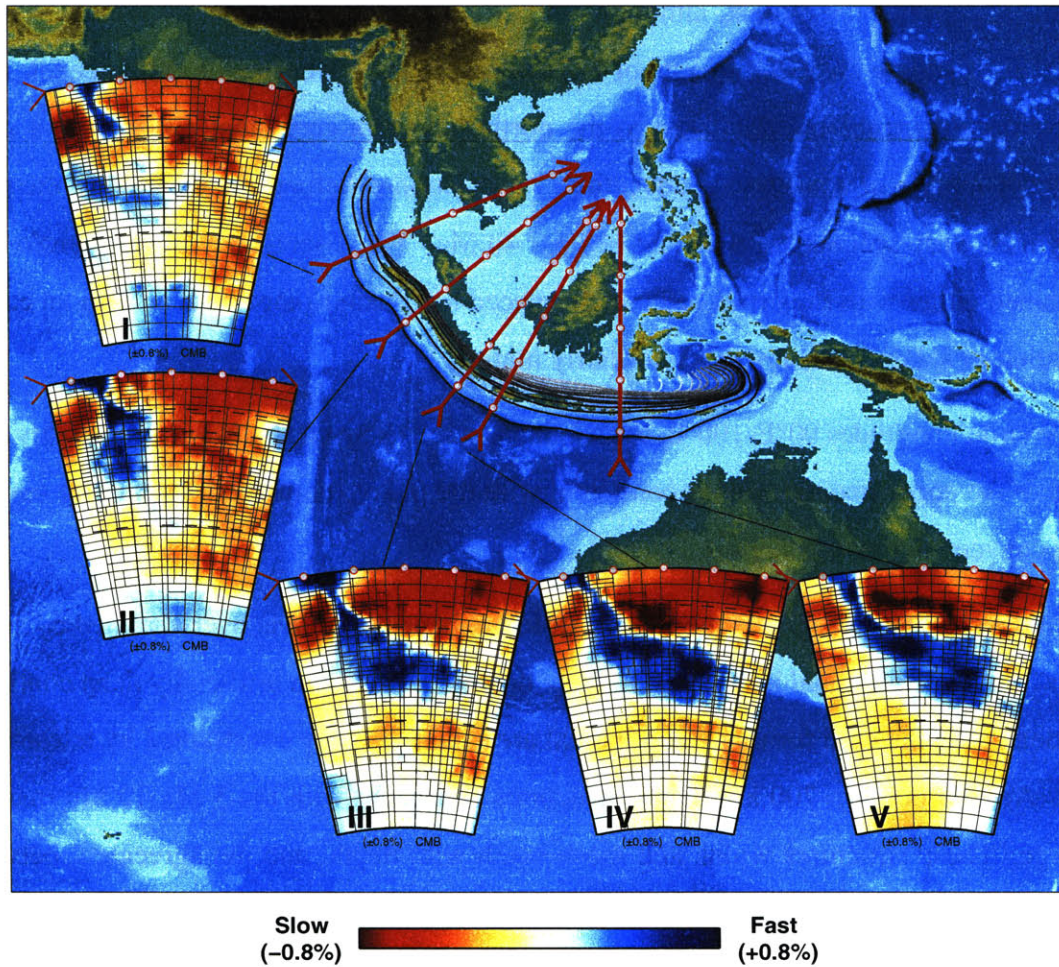 I
(±0.8%) CMB
II
(±0.8%) CMB
III
(±0.8%) CMB
IV
(±0.8%) CMB
V
(±0.8%) CMB
Slow
(−0.8%)
Fast
(+0.8%)